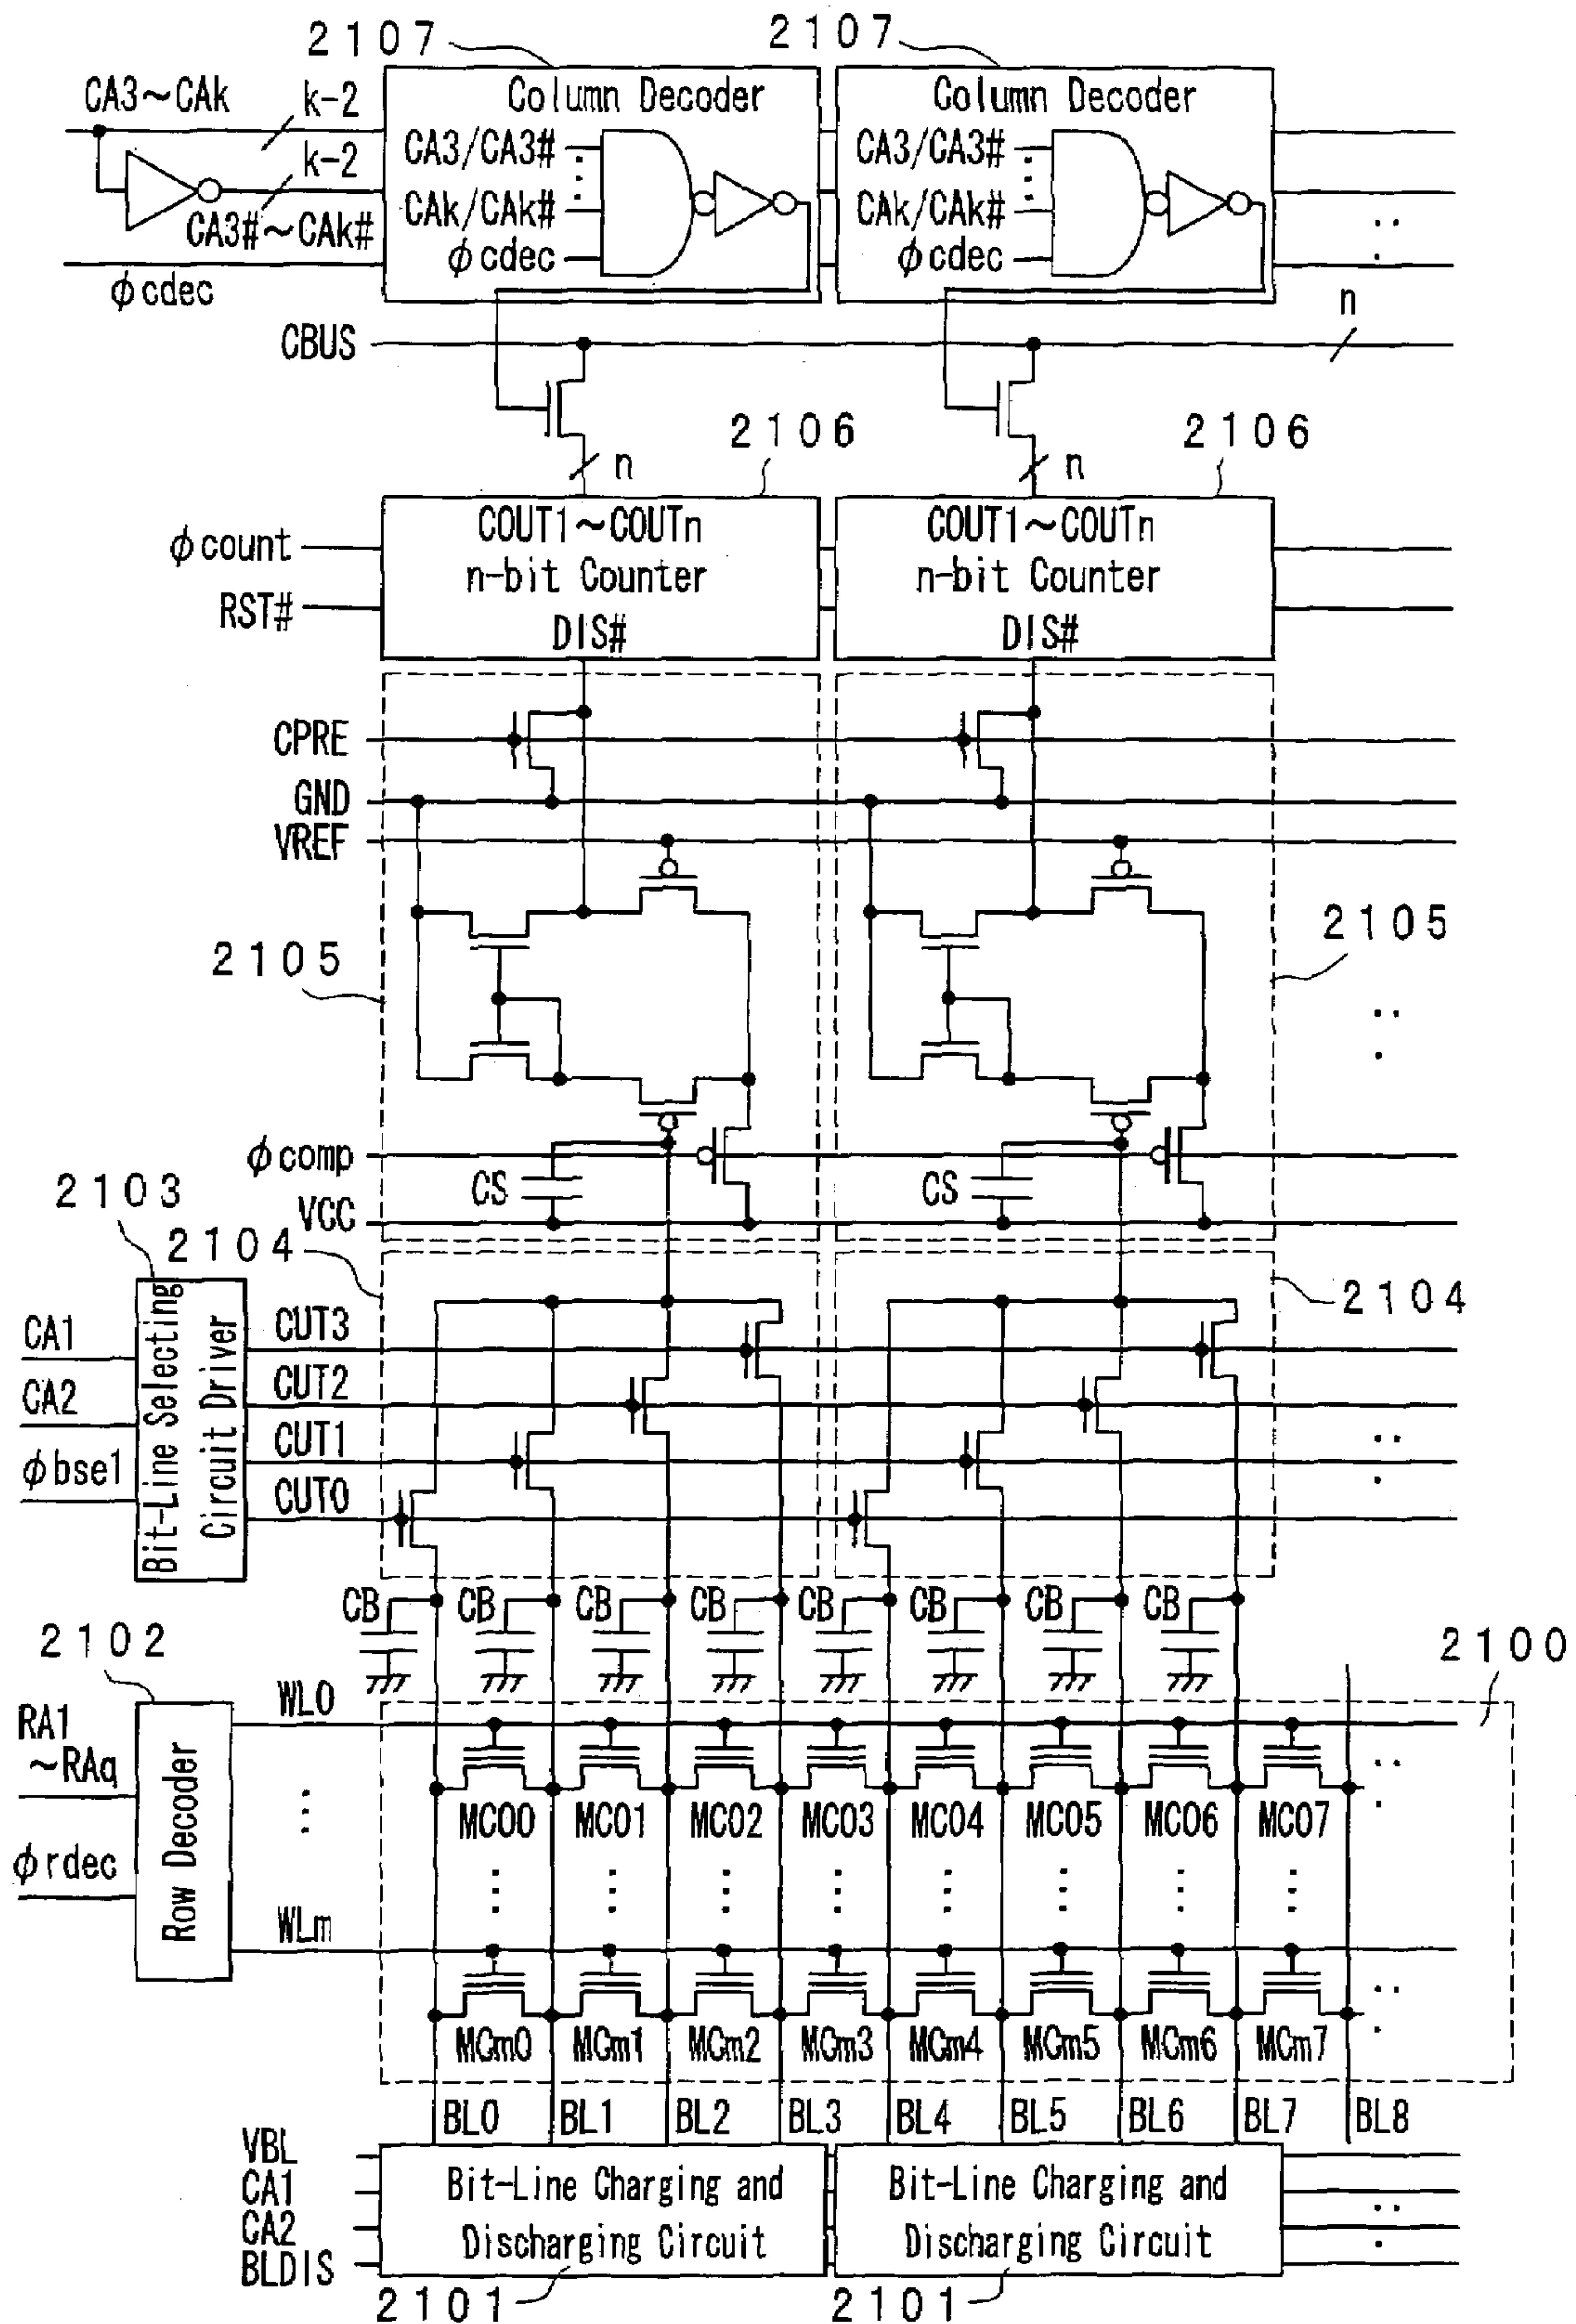 2107 2107
CA3~CAk k-2 Column Decoder Column Decoder
CA3/CA3# CA3/CA3#
k-2
CAk/CAk# CAk/CAk#
CA3#~CAk#
φcdec φcdec
φcdec
n
CBUS
2106 2106
n n
COUT1~COUTn COUT1~COUTn
φcount
n-bit Counter n-bit Counter
RST#
DIS# DIS#
CPRE
GND
VREF
2105 2105
φcomp
CS CS
2103
VCC
2104
2104
Bit-Line Selecting
Circuit Driver
CA1 CUT3
CA2 CUT2
φbsel CUT1
CUT0
CB CB CB CB CB CB CB CB
2102 2100
WL0
RA1
~RAq
Row Decoder
MC00 MC01 MC02 MC03 MC04 MC05 MC06 MC07
φrdec
WLm
MCm0 MCm1 MCm2 MCm3 MCm4 MCm5 MCm6 MCm7
BL0 BL1 BL2 BL3 BL4 BL5 BL6 BL7 BL8
VBL
CA1 Bit-Line Charging and Bit-Line Charging and
CA2 Discharging Circuit Discharging Circuit
BLDIS
2101 2101